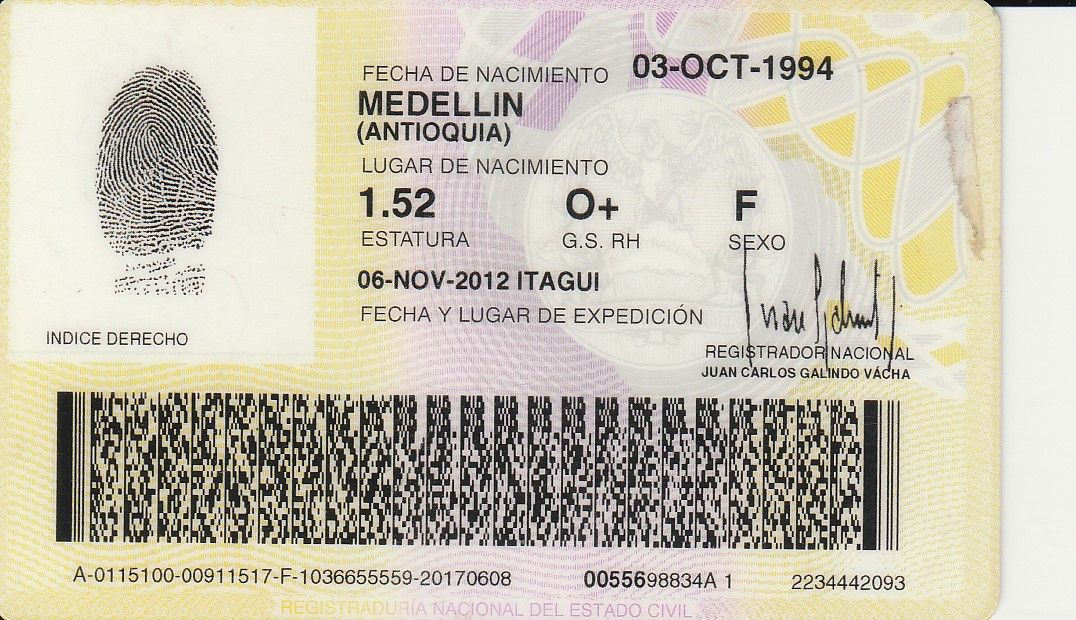 FECHA DE NACIMIENTO 03-OCT-1994
MEDELLIN
(ANTIOQUIA)
LUGAR DE NACIMIENTO
1.52 O+ F
ESTATURA G.S. RH SEXO
06-NOV-2012 ITAGUI
FECHA Y LUGAR DE EXPEDICIÓN
INDICE DERECHO
REGISTRADOR NACIONAL
JUAN CARLOS GALINDO VÁCHA
A-0115100-00911517-F-1036655559-20170608 0055698834A 1 2234442093
REGISTRADURIA NACIONAL DEL ESTADO CIVIL